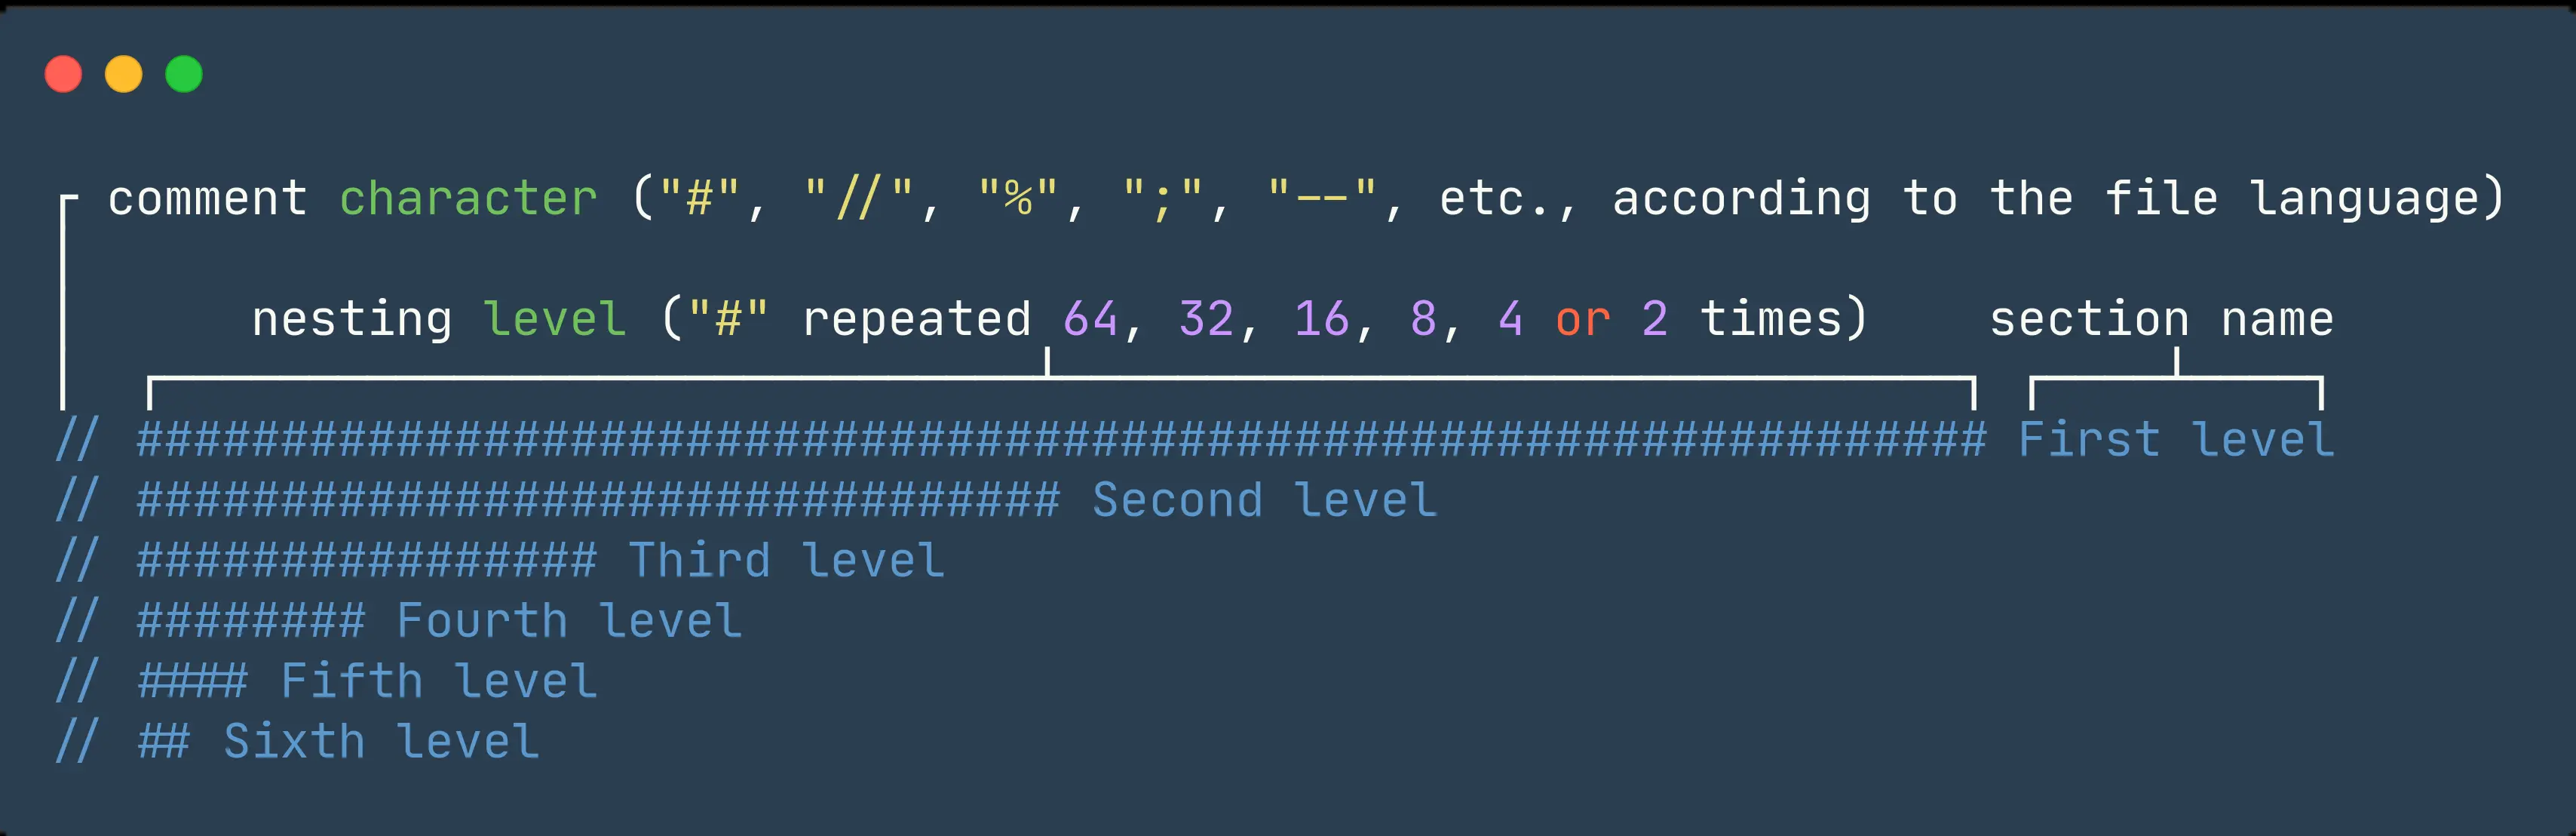 comment character ("#", "//", "%", ";", "--", etc., according to the file language)
nesting level ("#" repeated 64, 32, 16, 8, 4 or 2 times) section name
// ################################################################ First level
// ################################ Second level
// ################ Third level
// ######## Fourth level
// #### Fifth level
// ## Sixth level